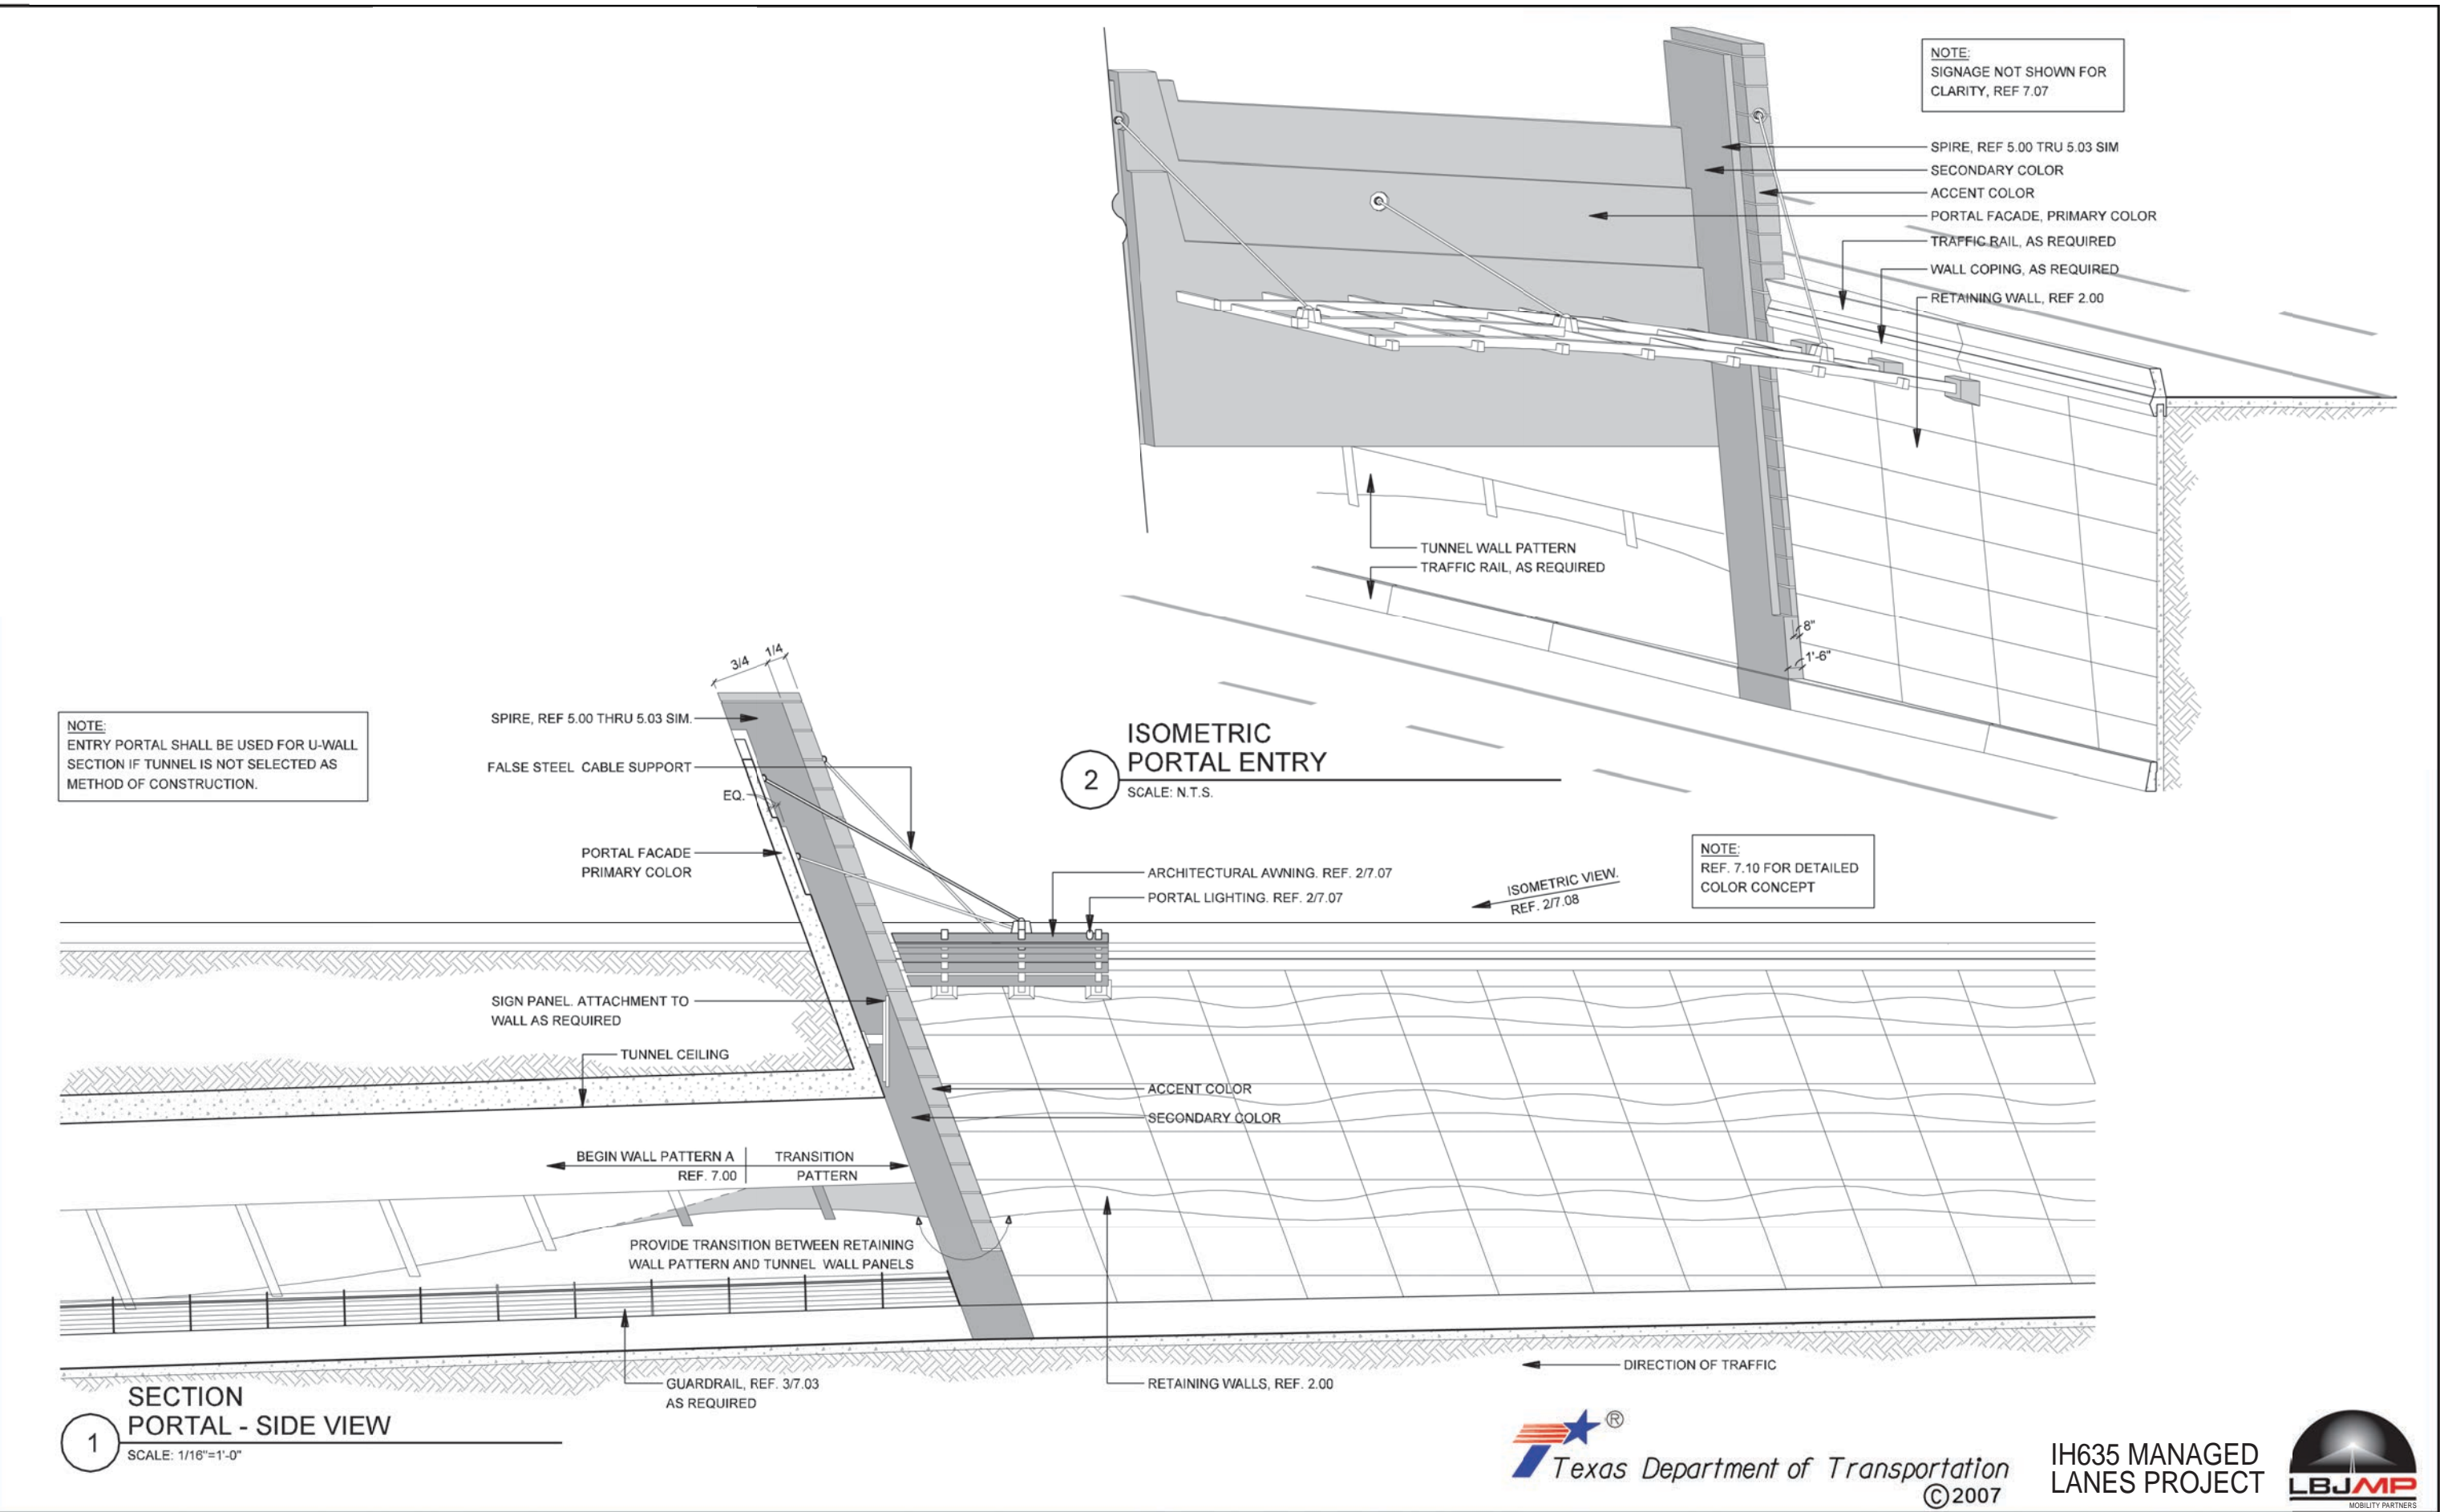 NOTE:
SIGNAGE NOT SHOWN FOR
CLARITY, REF 7.07
SPIRE, REF 5.00 TRU 5.03 SIM
SECONDARY COLOR
ACCENT COLOR
PORTAL FACADE, PRIMARY COLOR
TRAFFIC RAIL, AS REQUIRED
WALL COPING, AS REQUIRED
RETAINING WALL, REF 2.00
TUNNEL WALL PATTERN
TRAFFIC RAIL, AS REQUIRED
8"
1'-6"
2
ISOMETRIC
PORTAL ENTRY
SCALE: N.T.S.
NOTE:
ENTRY PORTAL SHALL BE USED FOR U-WALL
SECTION IF TUNNEL IS NOT SELECTED AS
METHOD OF CONSTRUCTION.
3/4 1/4
SPIRE, REF 5.00 THRU 5.03 SIM.
FALSE STEEL CABLE SUPPORT
EQ.
PORTAL FACADE
PRIMARY COLOR
ARCHITECTURAL AWNING. REF. 2/7.07
PORTAL LIGHTING. REF. 2/7.07
ISOMETRIC VIEW.
REF. 2/7.08
NOTE:
REF. 7.10 FOR DETAILED
COLOR CONCEPT
SIGN PANEL. ATTACHMENT TO
WALL AS REQUIRED
TUNNEL CEILING
ACCENT COLOR
SECONDARY COLOR
BEGIN WALL PATTERN A
REF. 7.00
TRANSITION
PATTERN
PROVIDE TRANSITION BETWEEN RETAINING
WALL PATTERN AND TUNNEL WALL PANELS
GUARDRAIL, REF. 3/7.03
AS REQUIRED
RETAINING WALLS, REF. 2.00
DIRECTION OF TRAFFIC
1
SECTION
PORTAL - SIDE VIEW
SCALE: 1/16"=1'-0"
®
Texas Department of Transportation
©2007
IH635 MANAGED
LANES PROJECT
LBJMP
MOBILITY PARTNERS